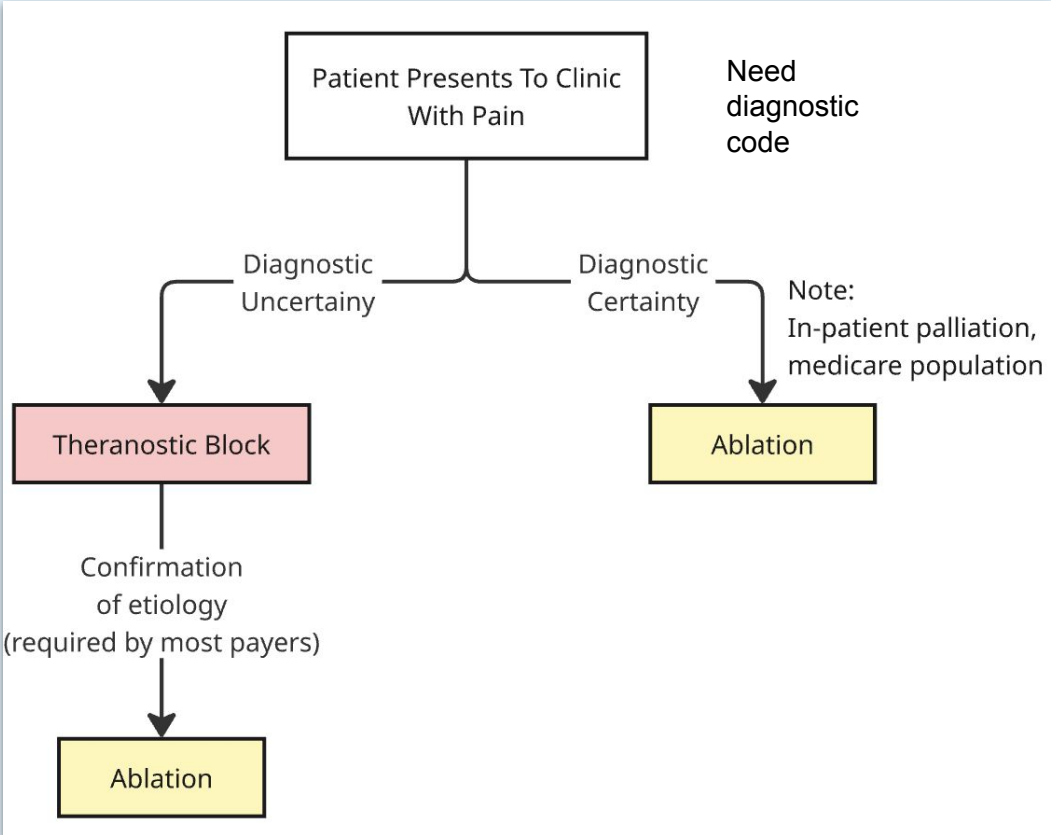 Patient Presents To Clinic
With Pain
Need
diagnostic
code
Diagnostic
Uncertainy
Diagnostic
Certainty
Note:
In-patient palliation,
medicare population
Theranostic Block
Ablation
Confirmation
of etiology
(required by most payers)
Ablation